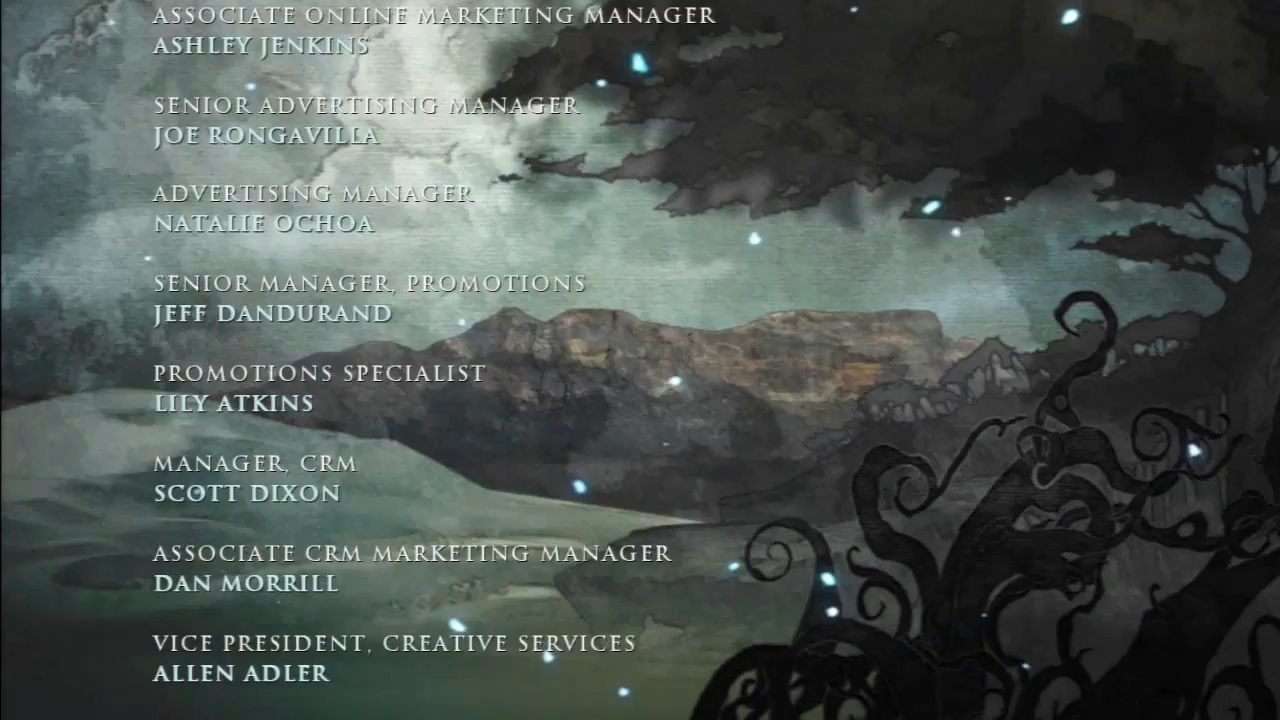 ASSOCIATE ONLINE MARKETING MANAGER
ASHLEY JENKINS
SENIOR ADVERTISING MANAGER
JOE RONGAVILLA
ADVERTISING MANAGER
NATALIE OCHOA
SENIOR MANAGER, PROMOTIONS
JEFF DANDURAND
PROMOTIONS SPECIALIST
LILY ATKINS
MANAGER, CRM
SCOTT DIXON
ASSOCIATE CRM MARKETING MANAGER
DAN MORRILL
VICE PRESIDENT, CREATIVE SERVICES
ALLEN ADLER